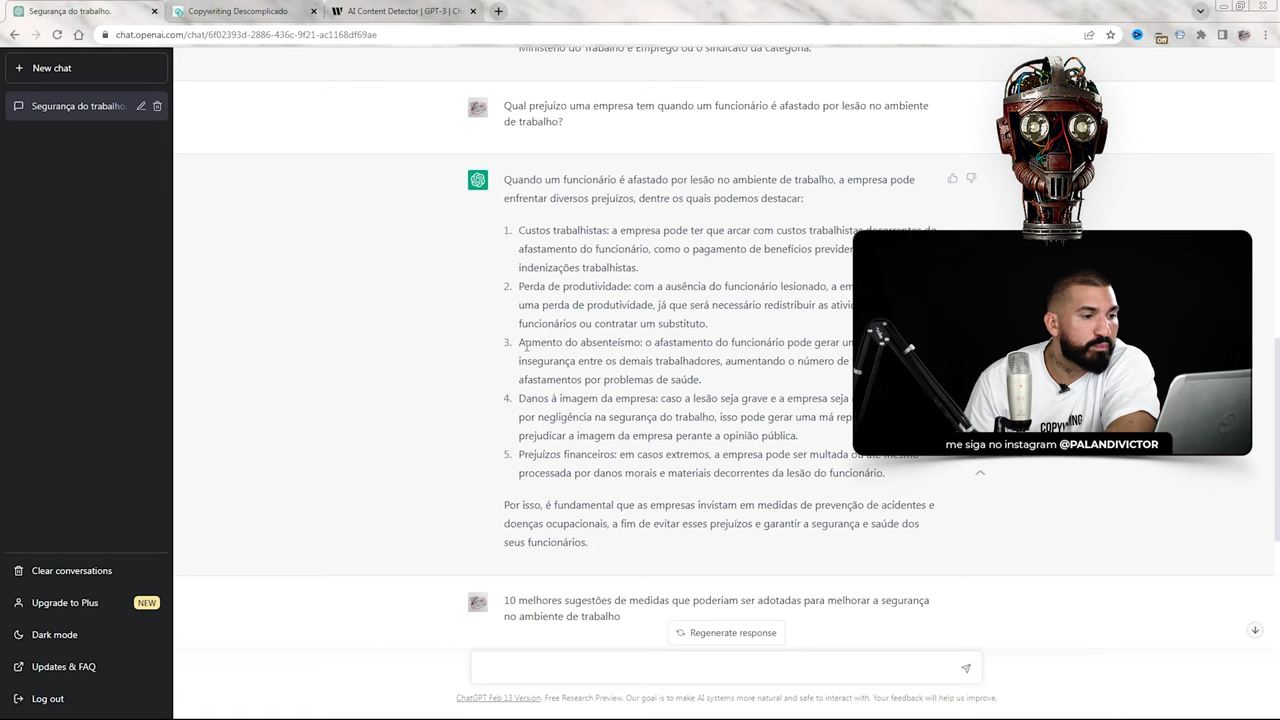 Segurança do trabalho.
Copywriting Descomplicado
AI Content Detector | GPT-3 | Ch
chat.openai.com/chat/6f02393d-2886-436c-9f21-ac1168df69ae
Off
New chat
Segurança do trabalho.
Ministério do Trabalho e Emprego ou o sindicato da categoria.
Qual prejuízo uma empresa tem quando um funcionário é afastado por lesão no ambiente
de trabalho?
Quando um funcionário é afastado por lesão no ambiente de trabalho, a empresa pode
enfrentar diversos prejuízos, dentre os quais podemos destacar:
1. Custos trabalhistas: a empresa pode ter que arcar com custos trabalhistas decorrentes do
afastamento do funcionário, como o pagamento de benefícios previden
indenizações trabalhistas.
2. Perda de produtividade: com a ausência do funcionário lesionado, a em
uma perda de produtividade, já que será necessário redistribuir as ativid
funcionários ou contratar um substituto.
3. Aumento do absenteísmo: o afastamento do funcionário pode gerar um
insegurança entre os demais trabalhadores, aumentando o número de
afastamentos por problemas de saúde.
4. Danos à imagem da empresa: caso a lesão seja grave e a empresa seja
por negligência na segurança do trabalho, isso pode gerar uma má rep
prejudicar a imagem da empresa perante a opinião pública.
5. Prejuízos financeiros: em casos extremos, a empresa pode ser multada ou até mesmo
processada por danos morais e materiais decorrentes da lesão do funcionário.
Por isso, é fundamental que as empresas invistam em medidas de prevenção de acidentes e
doenças ocupacionais, a fim de evitar esses prejuízos e garantir a segurança e saúde dos
seus funcionários.
me siga no instagram @PALANDIVICTOR
10 melhores sugestões de medidas que poderiam ser adotadas para melhorar a segurança
no ambiente de trabalho
Regenerate response
Clear conversations
Upgrade to Plus NEW
Dark mode
Updates & FAQ
Log out
ChatGPT Feb 13 Version. Free Research Preview. Our goal is to make AI systems more natural and safe to interact with. Your feedback will help us improve.